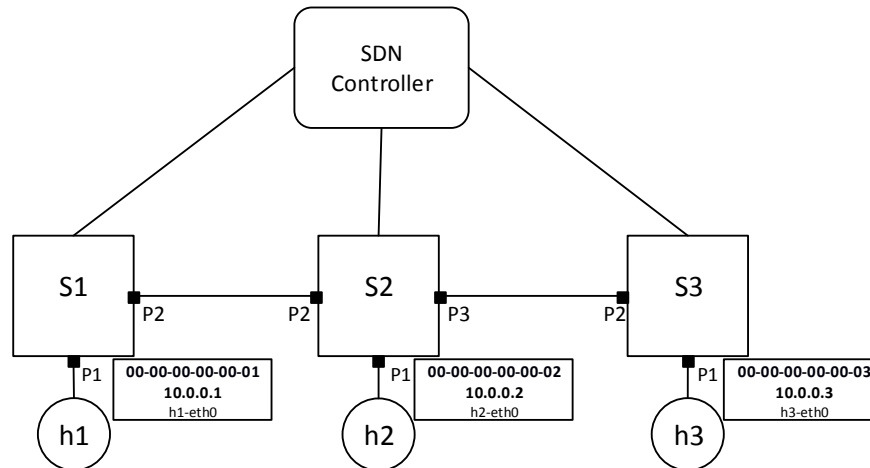 SDN
Controller
S1
S2
S3
P2
P2
P3
P2
P1
00-00-00-00-00-01
10.0.0.1
h1-eth0
P1
00-00-00-00-00-02
10.0.0.2
h2-eth0
P1
00-00-00-00-00-03
10.0.0.3
h3-eth0
h1
h2
h3